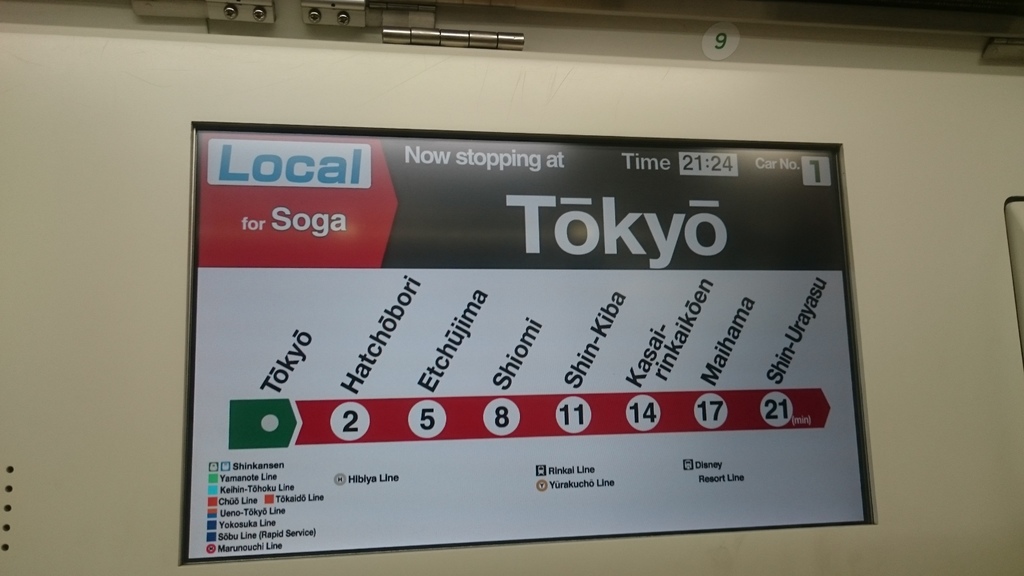 9
Local
for Soga
Now stopping at
Time 21:24
Car No. 1
Tōkyō
Tōkyō
Hatchōbori
Etchūjima
Shiomi
Shin-Kiba
Kasai-
rinkaikōen
Maihama
Shin-Urayasu
2 5 8 11 14 17 21 (min)
Shinkansen
Yamanote Line
Keihin-Tōhoku Line
Chūō Line Tōkaidō Line
Ueno-Tōkyō Line
Yokosuka Line
Sōbu Line (Rapid Service)
Marunouchi Line
H Hibiya Line
Rinkai Line
Y Yūrakuchō Line
Disney
Resort Line